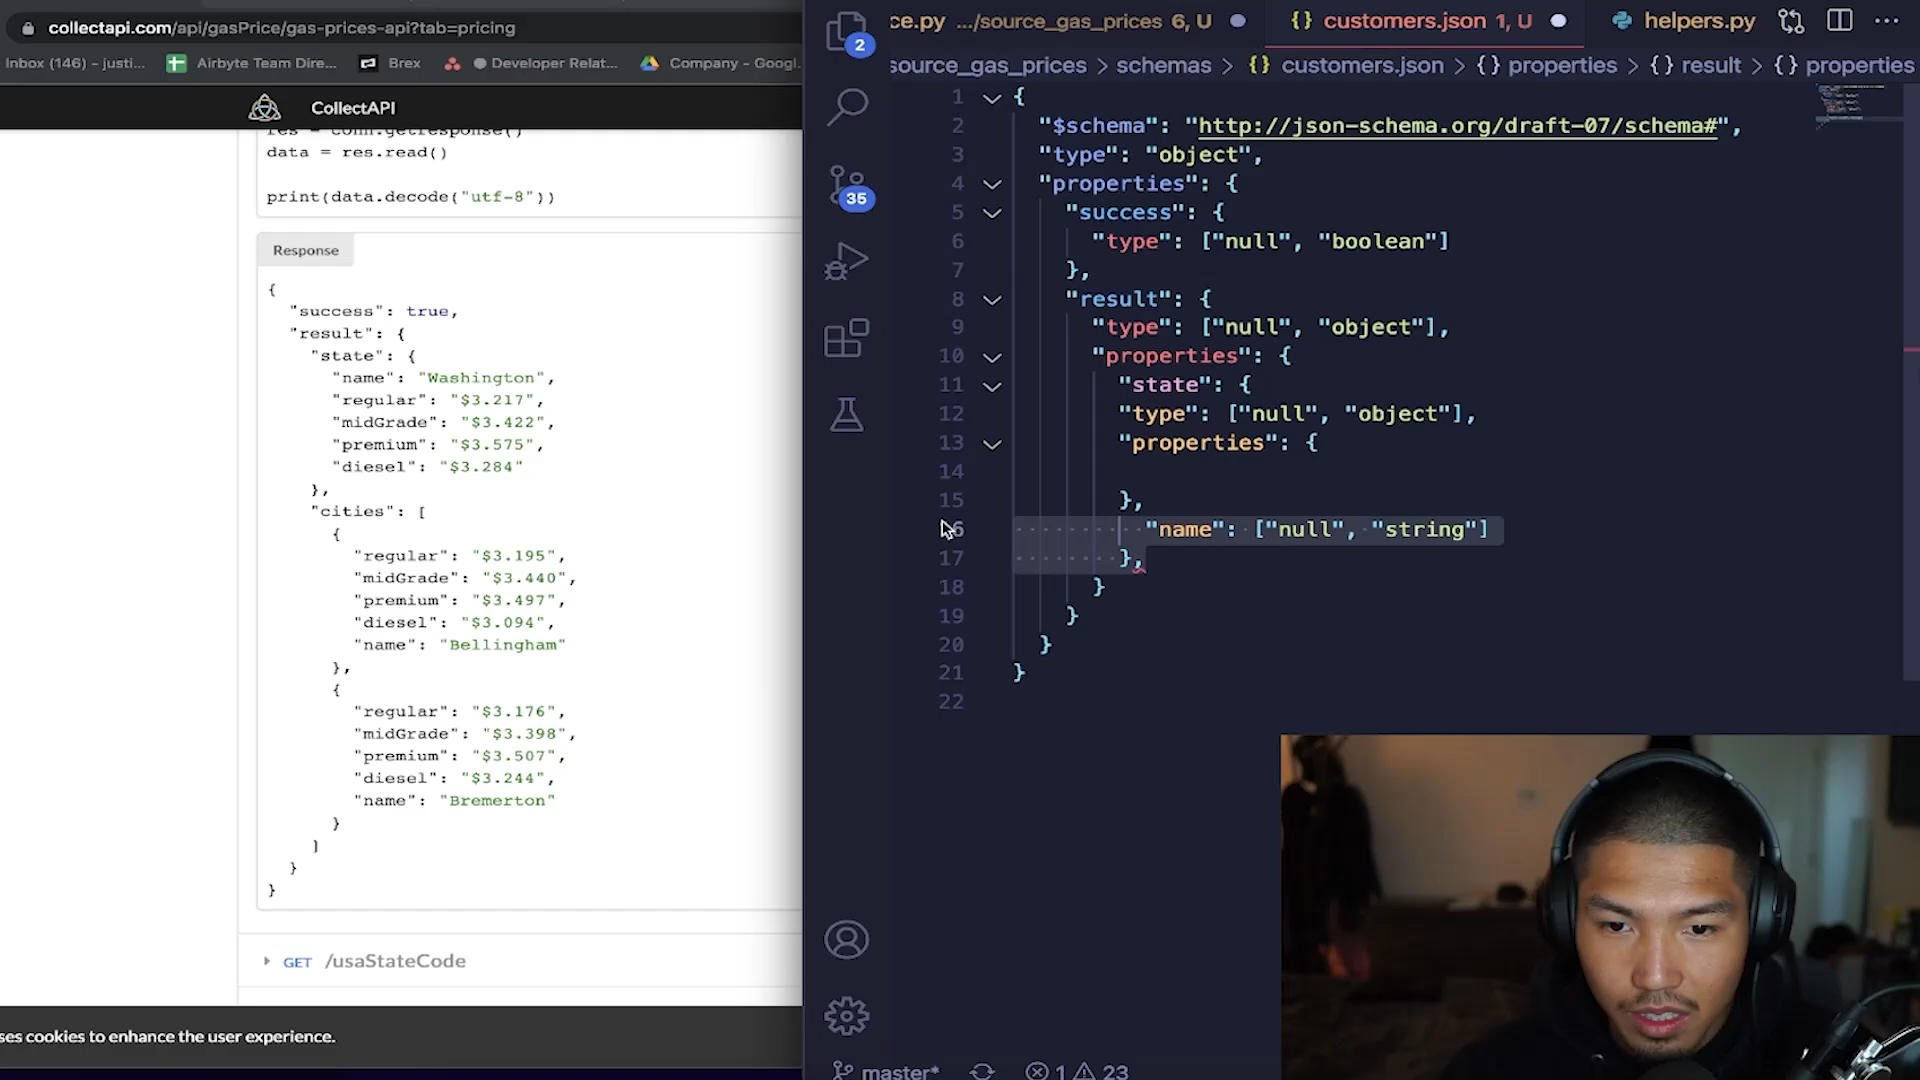 collectapi.com/api/gasPrice/gas-prices-api?tab=pricing
Inbox (146) – justi...
Airbyte Team Dire...
Brex
Developer Relat...
Company - Googl...
CollectAPI
res = conn.getresponse()
data = res.read()
print(data.decode("utf-8"))
Response
{
"success": true,
"result": {
"state": {
"name": "Washington",
"regular": "$3.217",
"midGrade": "$3.422",
"premium": "$3.575",
"diesel": "$3.284"
},
"cities": [
{
"regular": "$3.195",
"midGrade": "$3.440",
"premium": "$3.497",
"diesel": "$3.094",
"name": "Bellingham"
},
{
"regular": "$3.176",
"midGrade": "$3.398",
"premium": "$3.507",
"diesel": "$3.244",
"name": "Bremerton"
}
]
}
}
GET /usaStateCode
ses cookies to enhance the user experience.
2
35
ce.py .../source_gas_prices 6, U
{} customers.json 1, U
helpers.py
source_gas_prices > schemas > {} customers.json > {} properties > {} result > {} properties
1 {
2 "$schema": "http://json-schema.org/draft-07/schema#",
3 "type": "object",
4 "properties": {
5 "success": {
6 "type": ["null", "boolean"]
7 },
8 "result": {
9 "type": ["null", "object"],
10 "properties": {
11 "state": {
12 "type": ["null", "object"],
13 "properties": {
14
15 },
6 "name": ["null", "string"]
17 },
18 }
19 }
20 }
21 }
22
master* 1 23